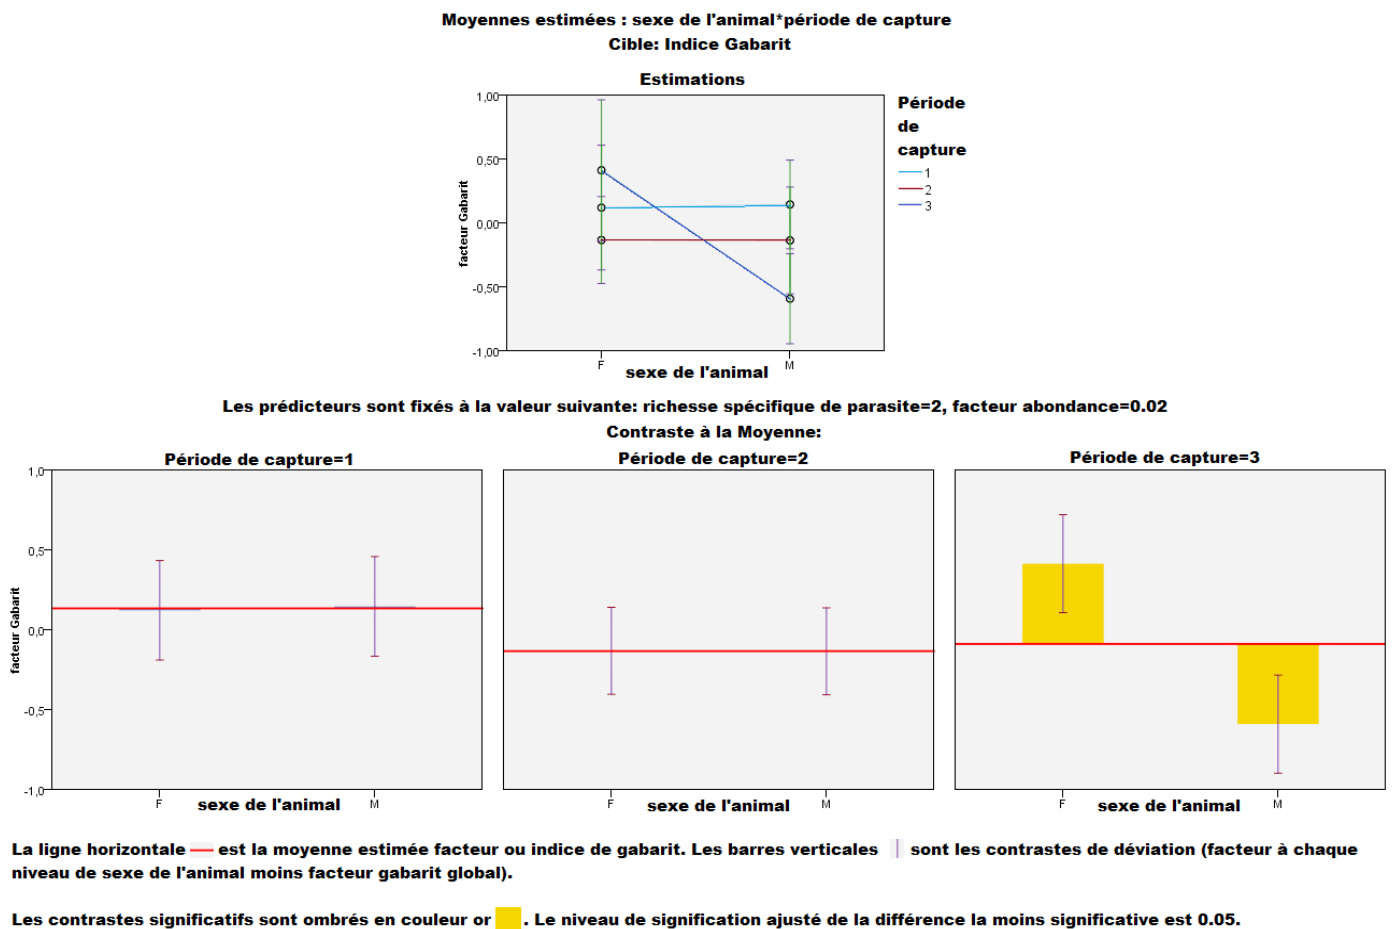 Moyennes estimées : sexe de l'animal*période de capture
Cible: Indice Gabarit
Estimations
1,00
0,50
0,00
-0,50
-1,00
facteur Gabarit
F
M
sexe de l'animal
Période
de
capture
1
2
3
Les prédicteurs sont fixés à la valeur suivante: richesse spécifique de parasite=2, facteur abondance=0.02
Contraste à la Moyenne:
Période de capture=1
Période de capture=2
Période de capture=3
1,0
0,5
0,0
-0,5
-1,0
facteur Gabarit
F
sexe de l'animal
M
F
sexe de l'animal
M
F
sexe de l'animal
M
La ligne horizontale est la moyenne estimée facteur ou indice de gabarit. Les barres verticales sont les contrastes de déviation (facteur à chaque
niveau de sexe de l'animal moins facteur gabarit global).
Les contrastes significatifs sont ombrés en couleur or . Le niveau de signification ajusté de la différence la moins significative est 0.05.